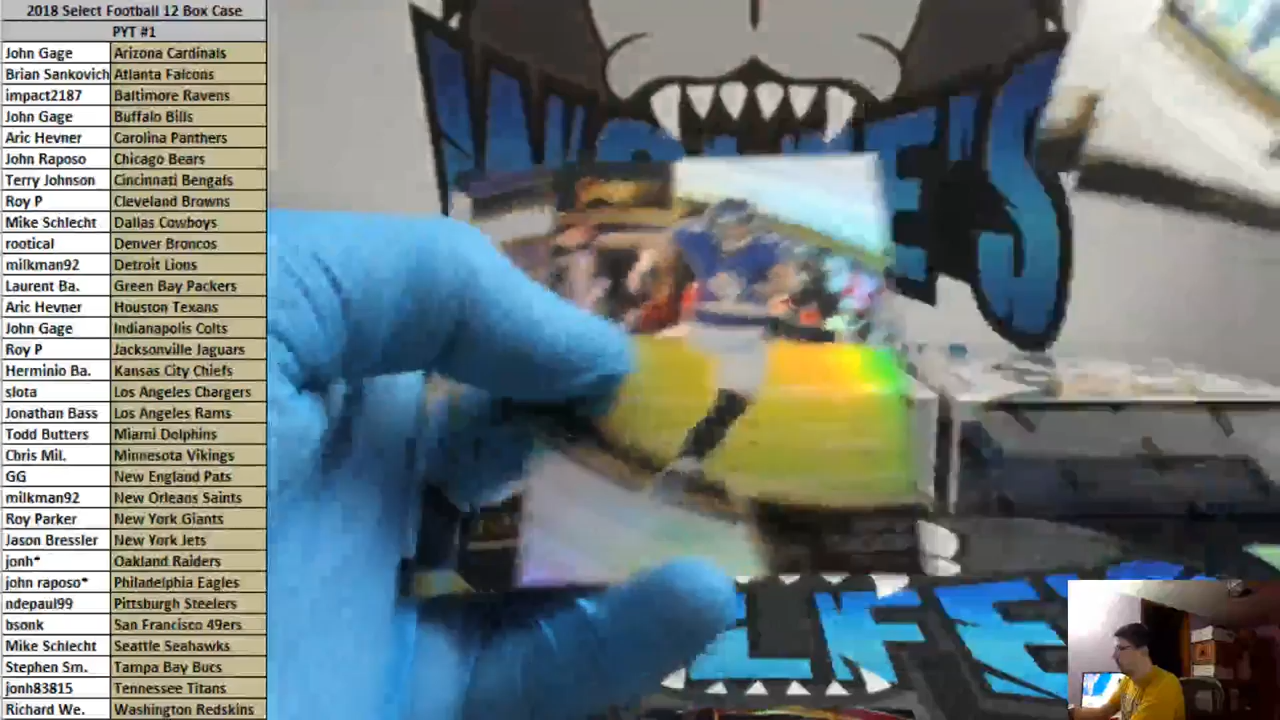 2018 Select Football 12 Box Case
PYT #1
John Gage Arizona Cardinals
Brian Sankovich Atlanta Falcons
impact2187 Baltimore Ravens
John Gage Buffalo Bills
Aric Hevner Carolina Panthers
John Raposo Chicago Bears
Terry Johnson Cincinnati Bengals
Roy P Cleveland Browns
Mike Schlecht Dallas Cowboys
rootical Denver Broncos
milkman92 Detroit Lions
Laurent Ba. Green Bay Packers
Aric Hevner Houston Texans
John Gage Indianapolis Colts
Roy P Jacksonville Jaguars
Herminio Ba. Kansas City Chiefs
slota Los Angeles Chargers
Jonathan Bass Los Angeles Rams
Todd Butters Miami Dolphins
Chris Mil. Minnesota Vikings
GG New England Pats
milkman92 New Orleans Saints
Roy Parker New York Giants
Jason Bressler New York Jets
jonh* Oakland Raiders
john raposo* Philadelphia Eagles
ndepaul99 Pittsburgh Steelers
bsonk San Francisco 49ers
Mike Schlecht Seattle Seahawks
Stephen Sm. Tampa Bay Bucs
jonh83815 Tennessee Titans
Richard We. Washington Redskins